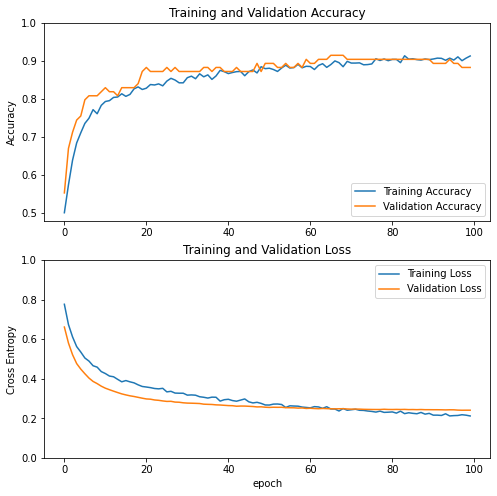 Training and Validation Accuracy
1.0
0.9
0.8
0.7
0.6
0.5
Accuracy
Training Accuracy
Validation Accuracy
0 20 40 60 80 100
Training and Validation Loss
1.0
0.8
0.6
0.4
0.2
0.0
Cross Entropy
Training Loss
Validation Loss
0 20 40 60 80 100
epoch